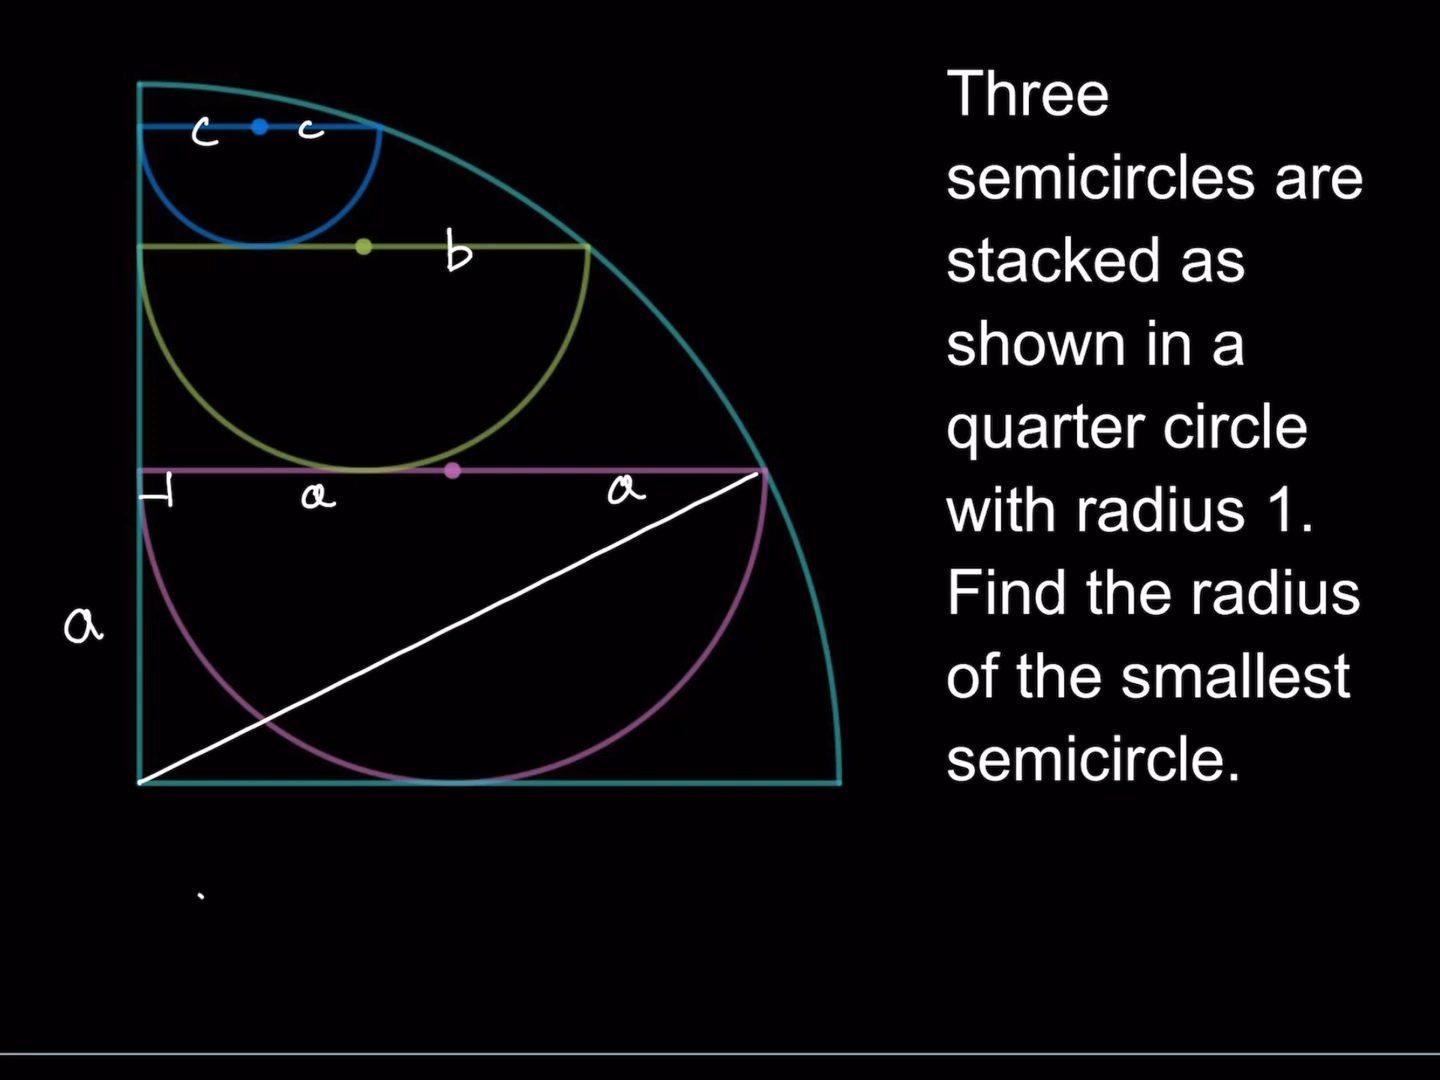 Three
semicircles are
stacked as
shown in a
quarter circle
with radius 1.
Find the radius
of the smallest
semicircle.
c c
b
a a
a